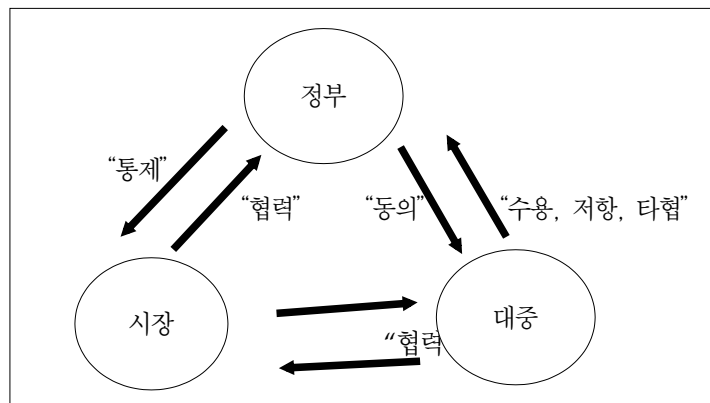 정부
“통제”
“협력”
“동의”
“수용, 저항, 타협”
시장
대중
“협력